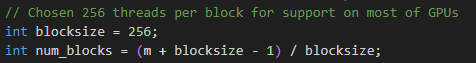 // Chosen 256 threads per block for support on most of GPUs
int blocksize = 256;
int num_blocks = (m + blocksize - 1) / blocksize;